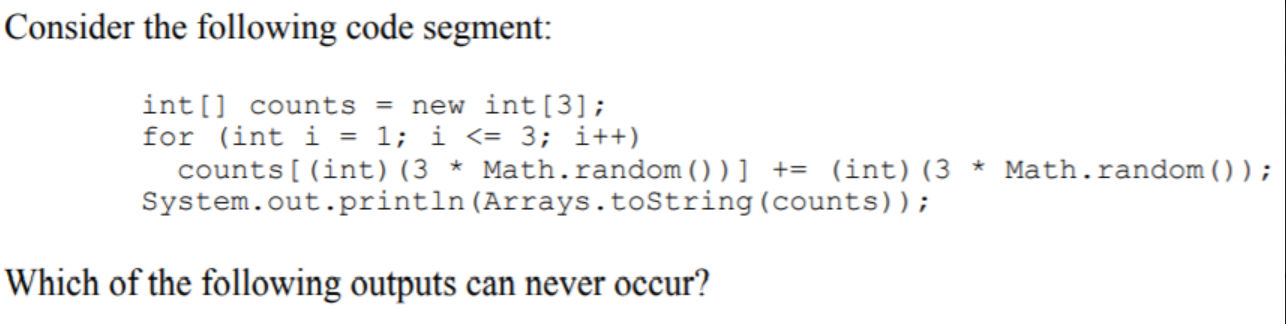 Consider the following code segment:
int[] counts = new int[3];
for (int i = 1; i <= 3; i++)
counts[(int)(3 * Math.random())] += (int)(3 * Math.random());
System.out.println(Arrays.toString(counts));
Which of the following outputs can never occur?